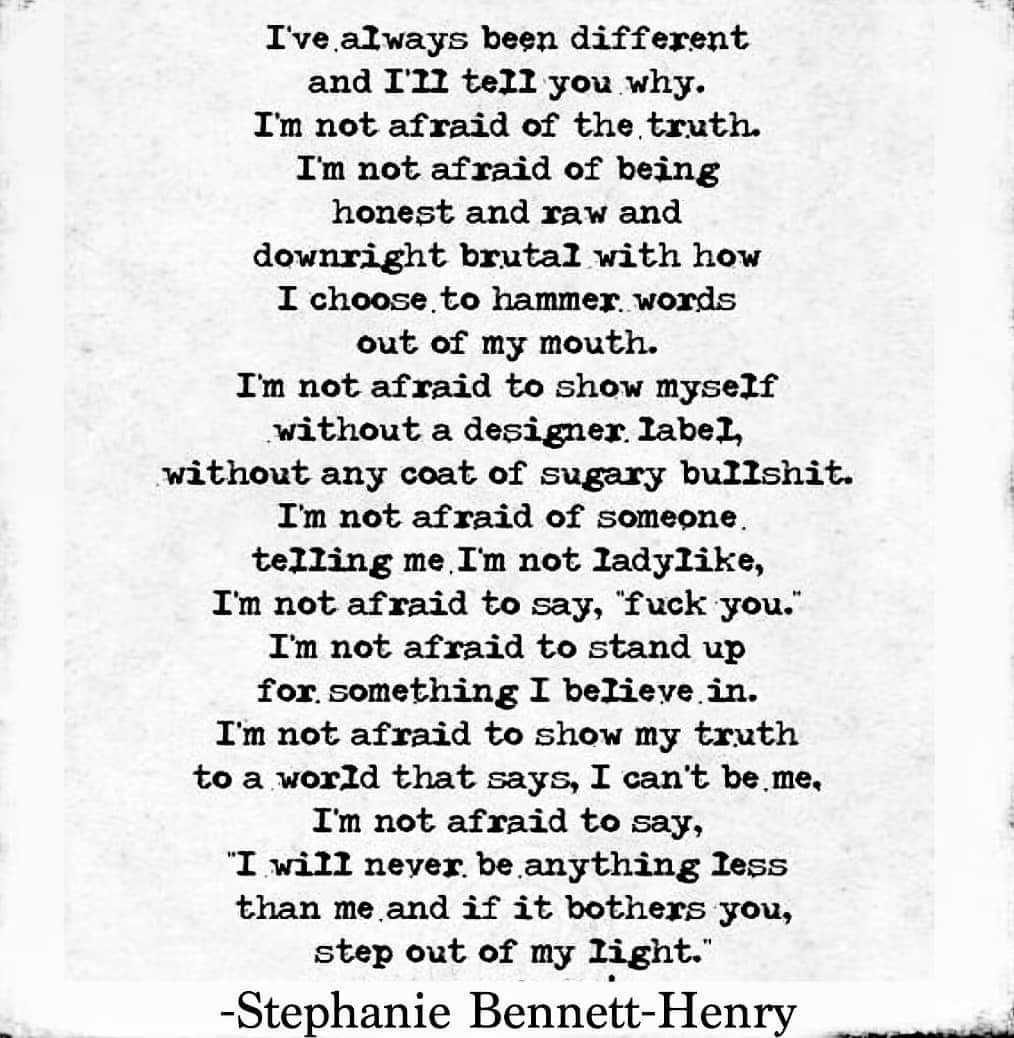 I've always been different
and I'll tell you why.
I'm not afraid of the truth.
I'm not afraid of being
honest and raw and
downright brutal with how
I choose to hammer words
out of my mouth.
I'm not afraid to show myself
without a designer label,
without any coat of sugary bullshit.
I'm not afraid of someone
telling me I'm not ladylike,
I'm not afraid to say, "fuck you."
I'm not afraid to stand up
for something I believe in.
I'm not afraid to show my truth
to a world that says, I can't be me,
I'm not afraid to say,
"I will never be anything less
than me and if it bothers you,
step out of my light."
-Stephanie Bennett-Henry